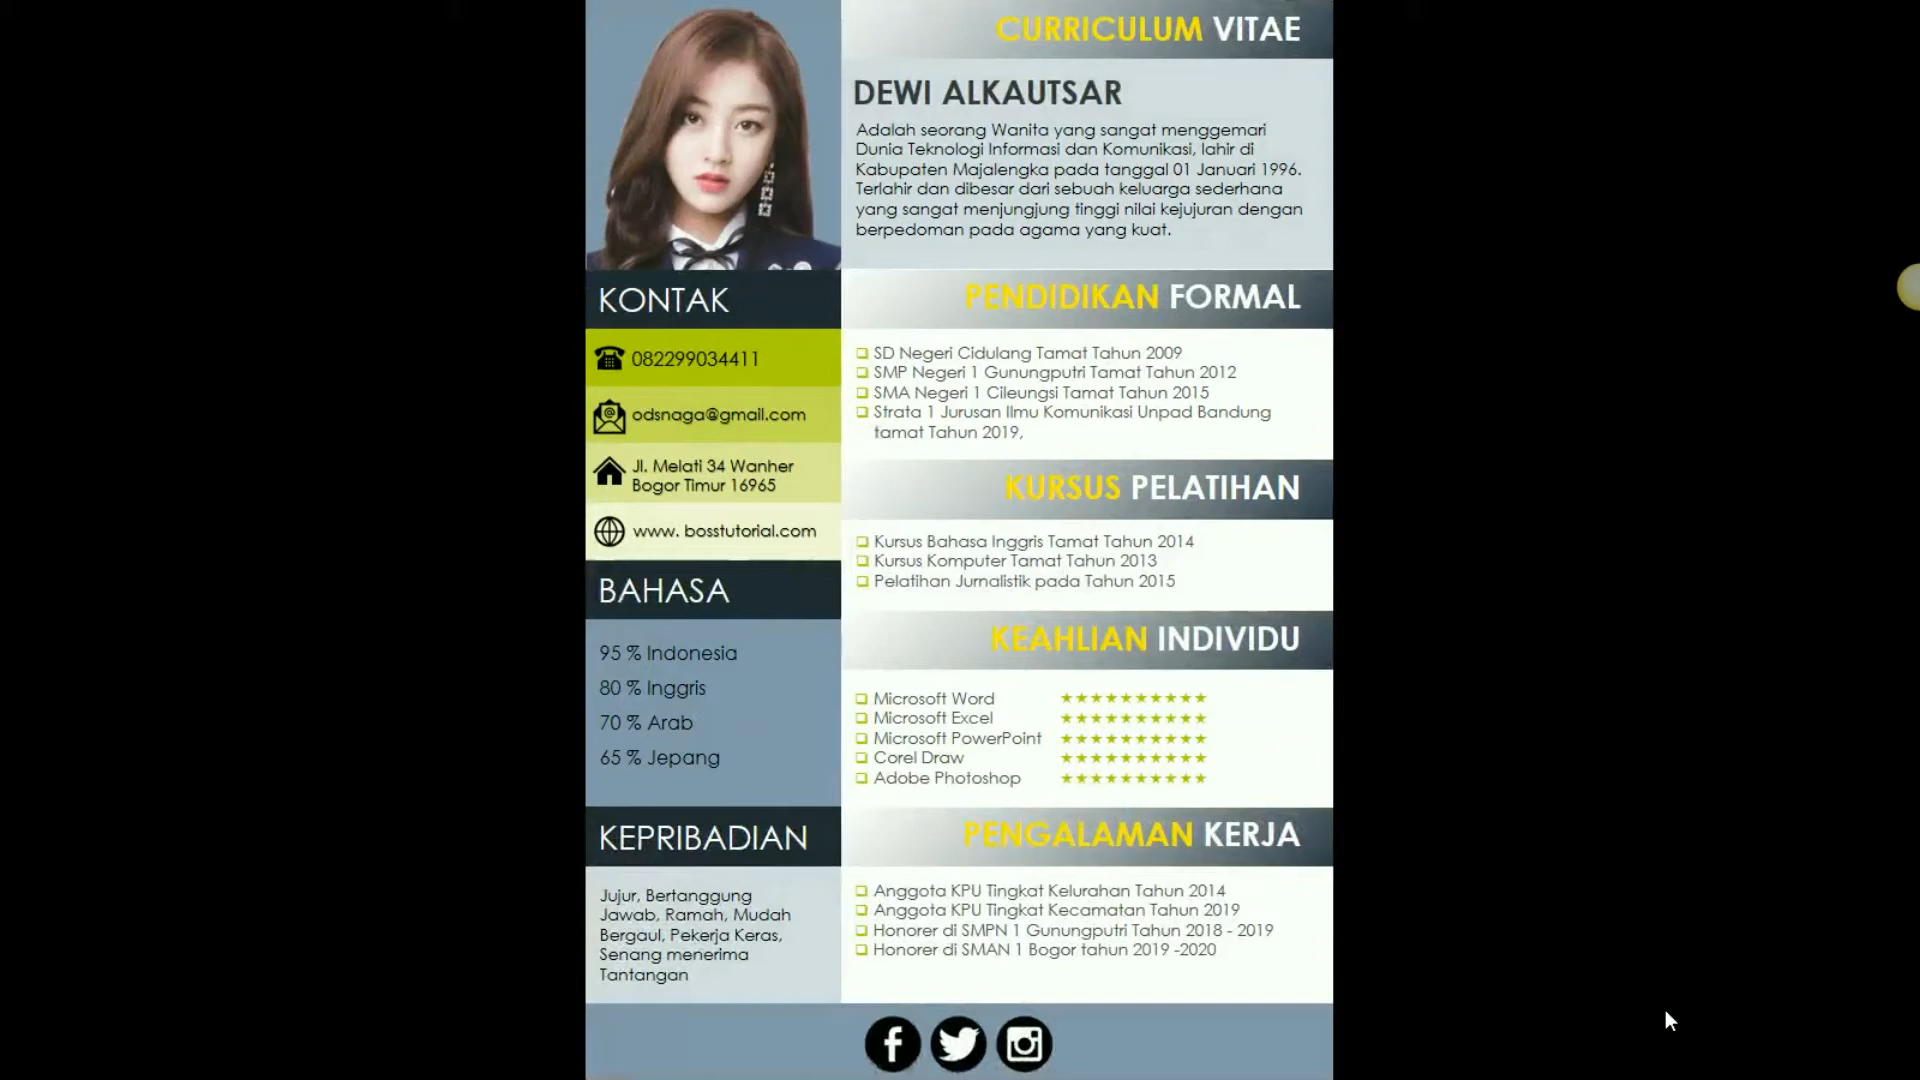 CURRICULUM VITAE
DEWI ALKAUTSAR
Adalah seorang Wanita yang sangat menggemari
Dunia Teknologi Informasi dan Komunikasi, lahir di
Kabupaten Majalengka pada tanggal 01 Januari 1996.
Terlahir dan dibesar dari sebuah keluarga sederhana
yang sangat menjungjung tinggi nilai kejujuran dengan
berpedoman pada agama yang kuat.
KONTAK
082299034411
odsnaga@gmail.com
Jl. Melati 34 Wanher
Bogor Timur 16965
www. bosstutorial.com
BAHASA
95 % Indonesia
80 % Inggris
70 % Arab
65 % Jepang
KEPRIBADIAN
Jujur, Bertanggung
Jawab, Ramah, Mudah
Bergaul, Pekerja Keras,
Senang menerima
Tantangan
PENDIDIKAN FORMAL
SD Negeri Cidulang Tamat Tahun 2009
SMP Negeri 1 Gunungputri Tamat Tahun 2012
SMA Negeri 1 Cileungsi Tamat Tahun 2015
Strata 1 Jurusan Ilmu Komunikasi Unpad Bandung
tamat Tahun 2019,
KURSUS PELATIHAN
Kursus Bahasa Inggris Tamat Tahun 2014
Kursus Komputer Tamat Tahun 2013
Pelatihan Jurnalistik pada Tahun 2015
KEAHLIAN INDIVIDU
Microsoft Word ★★★★★★★★★★
Microsoft Excel ★★★★★★★★★★
Microsoft PowerPoint ★★★★★★★★★★
Corel Draw ★★★★★★★★★★
Adobe Photoshop ★★★★★★★★★★
PENGALAMAN KERJA
Anggota KPU Tingkat Kelurahan Tahun 2014
Anggota KPU Tingkat Kecamatan Tahun 2019
Honorer di SMPN 1 Gunungputri Tahun 2018 - 2019
Honorer di SMAN 1 Bogor tahun 2019 -2020